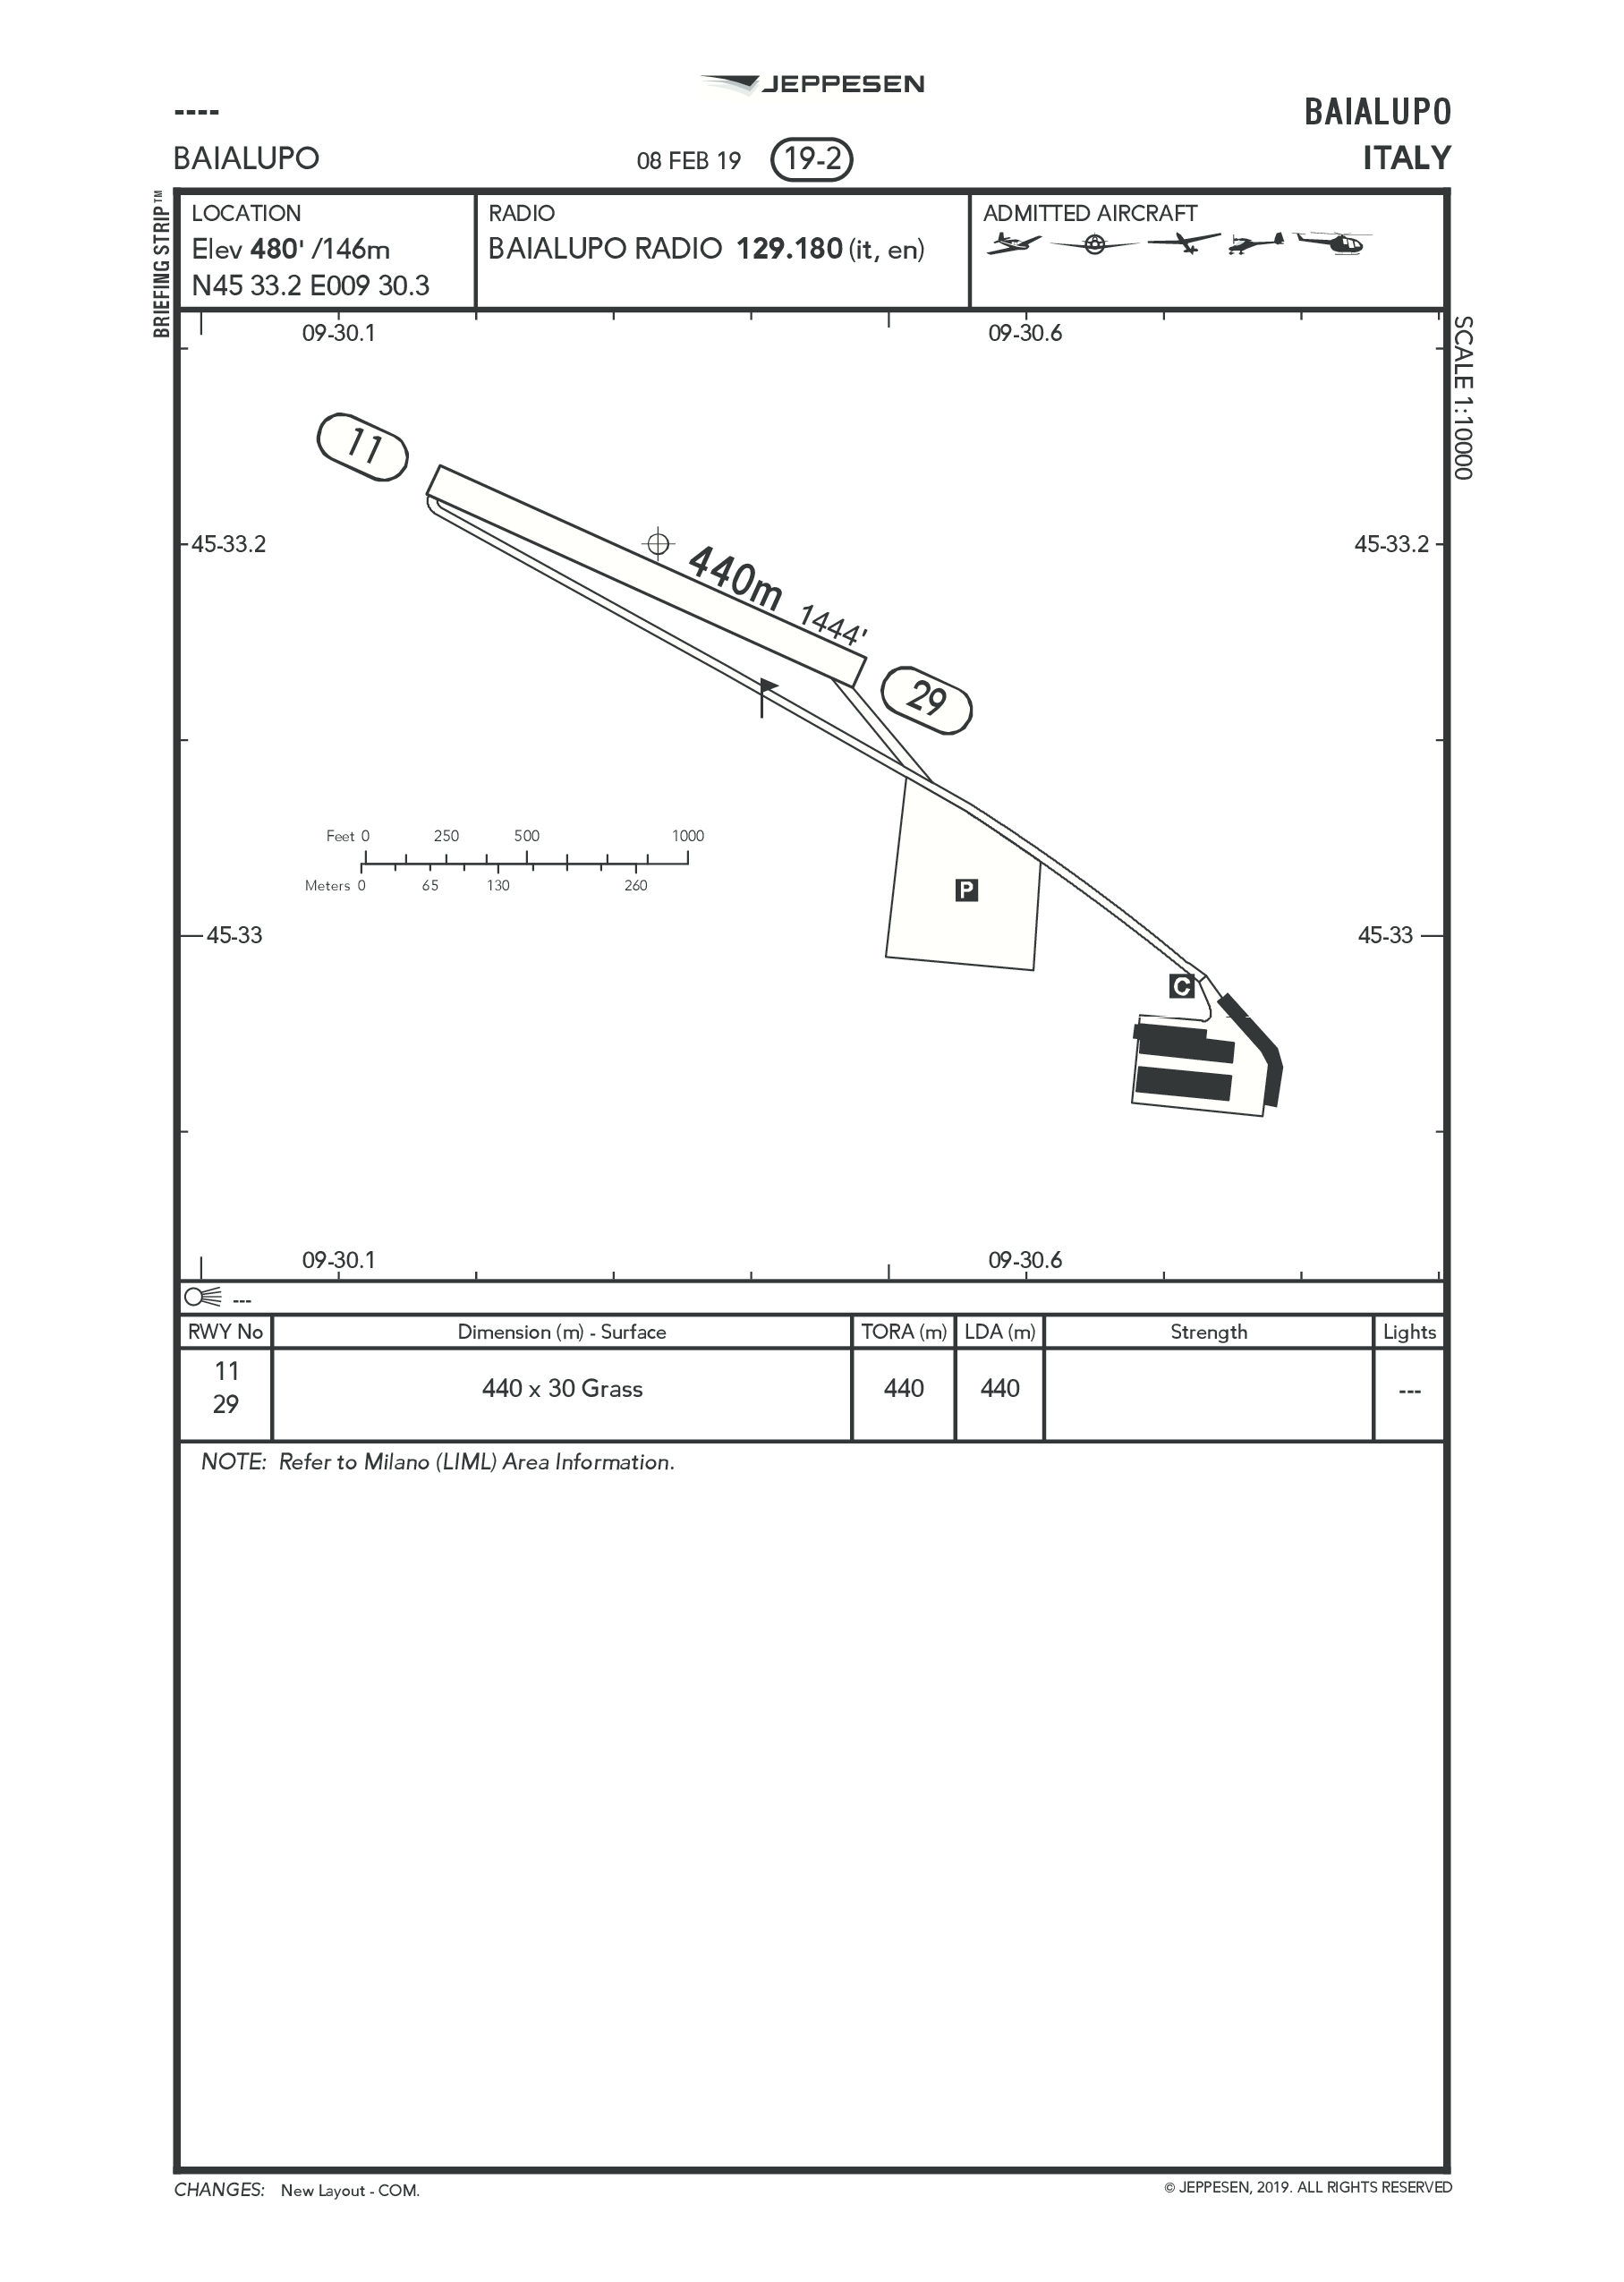 JEPPESEN
----
BAIALUPO
BAIALUPO
08 FEB 19
19-2
ITALY
BRIEFING STRIP™
LOCATION
Elev 480' /146m
N45 33.2 E009 30.3
RADIO
BAIALUPO RADIO 129.180 (it, en)
ADMITTED AIRCRAFT
SCALE 1:10000
09-30.1
09-30.6
11
45-33.2
45-33.2
440m 1444'
29
Feet 0 250 500 1000
Meters 0 65 130 260
P
45-33
45-33
C
09-30.1
09-30.6
---
RWY No Dimension (m) - Surface TORA (m) LDA (m) Strength Lights
11
440 x 30 Grass 440 440 ---
29
NOTE: Refer to Milano (LIML) Area Information.
CHANGES: New Layout - COM.
© JEPPESEN, 2019. ALL RIGHTS RESERVED